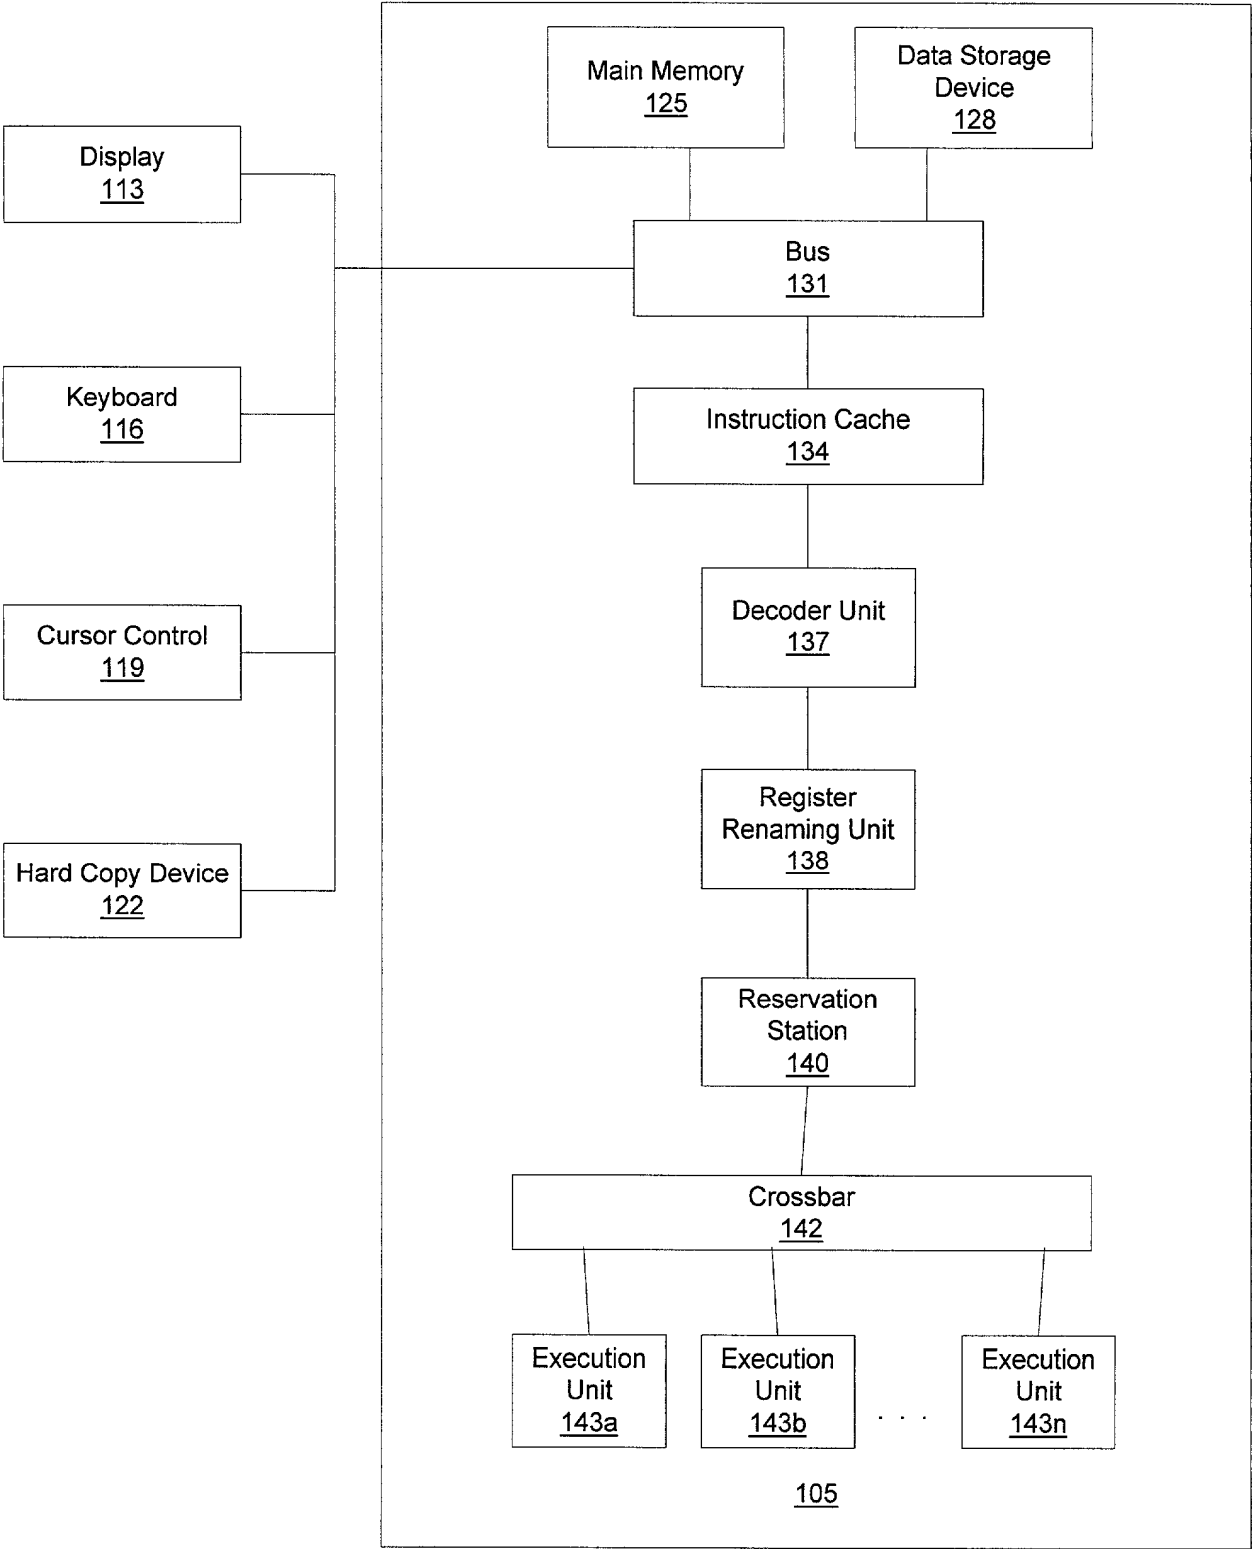 Main Memory
125
Data Storage
Device
128
Display
113
Bus
131
Keyboard
116
Instruction Cache
134
Cursor Control
119
Decoder Unit
137
Register
Renaming Unit
138
Hard Copy Device
122
Reservation
Station
140
Crossbar
142
Execution
Unit
143a
Execution
Unit
143b
. . .
Execution
Unit
143n
105